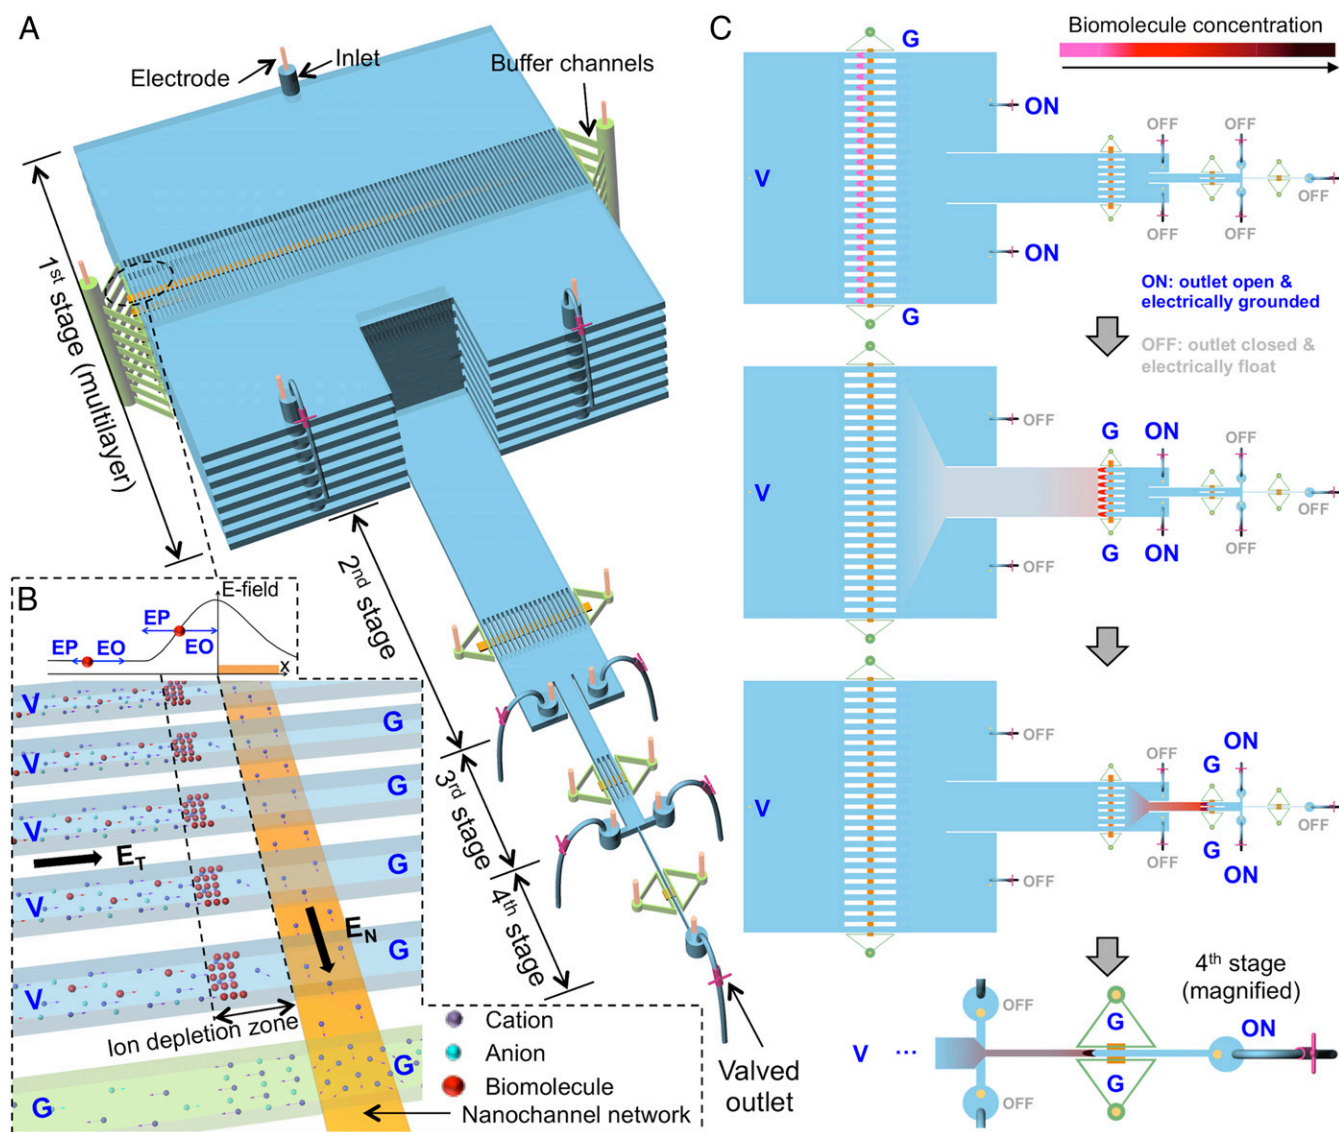 A
Electrode
Inlet
Buffer channels
1st stage (multilayer)
2nd stage
3rd stage
4th stage
Valved
outlet
B
E-field
EP
EO
EP
EO
x
V
G
V
G
V
G
ET
V
G
EN
V
G
Ion depletion zone
G
G
Cation
Anion
Biomolecule
Nanochannel network
C
Biomolecule concentration
G
ON
OFF
OFF
V
OFF
ON
OFF
OFF
G
ON: outlet open &
electrically grounded
OFF: outlet closed &
electrically float
OFF
G
ON
OFF
V
OFF
OFF
G
ON
OFF
ON
OFF
OFF
G
V
OFF
OFF
G
OFF
ON
4th stage
(magnified)
OFF
G
ON
V
...
G
OFF